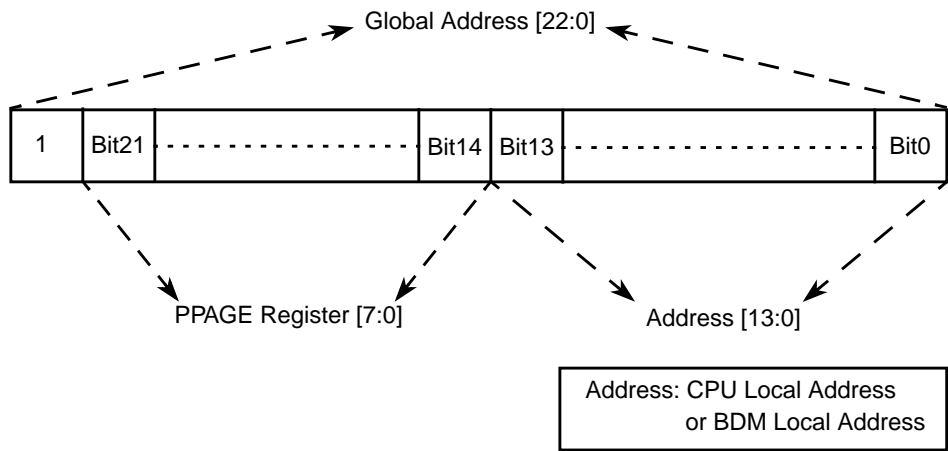 Global Address [22:0]
1 Bit21 Bit14 Bit13 Bit0
PPAGE Register [7:0] Address [13:0]
Address: CPU Local Address
or BDM Local Address